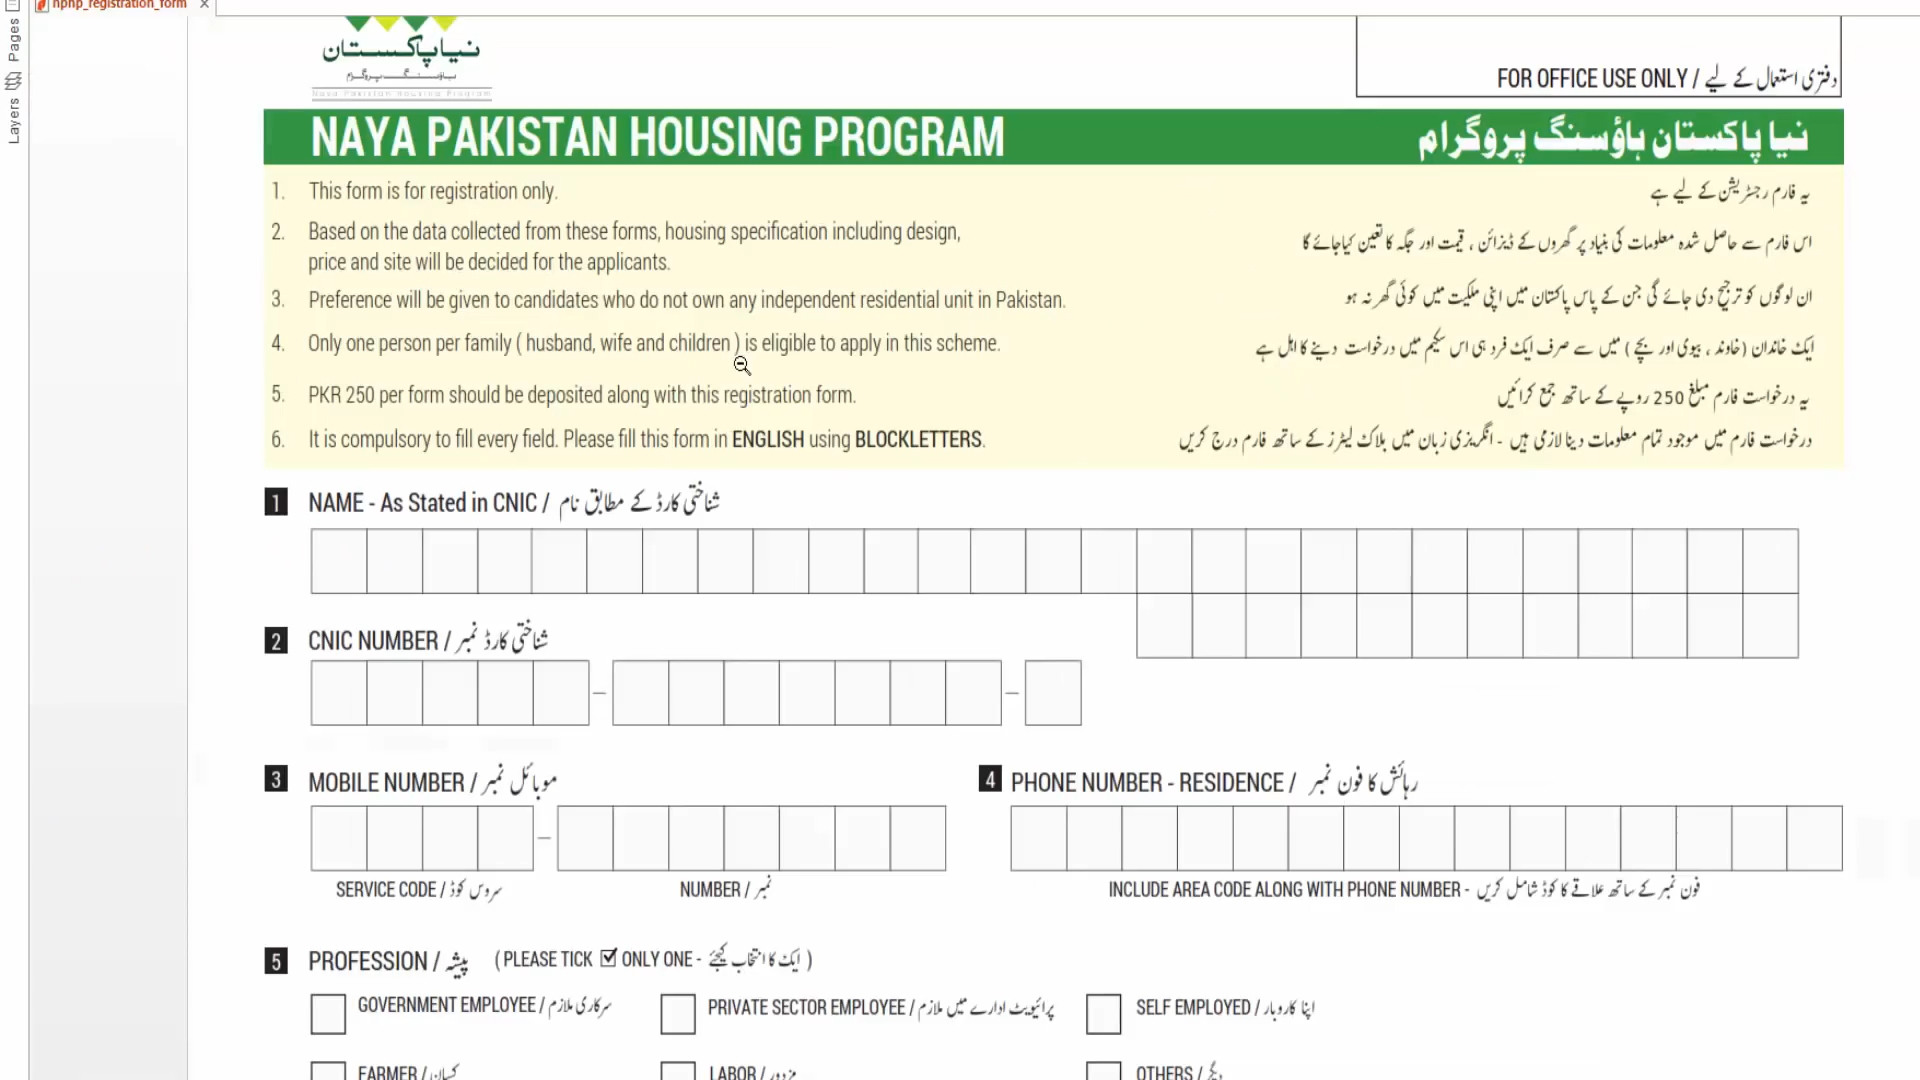 nphp_registration_form
Pages
Layers
نیا پاکستان
ہاؤسنگ پروگرام
Naya Pakistan Housing Program
FOR OFFICE USE ONLY / دفتری استعمال کے لیے
NAYA PAKISTAN HOUSING PROGRAM
نیا پاکستان ہاؤسنگ پروگرام
1. This form is for registration only.
یہ فارم رجسٹریشن کے لیے ہے
2. Based on the data collected from these forms, housing specification including design,
price and site will be decided for the applicants.
اس فارم سے حاصل شدہ معلومات کی بنیاد پر گھروں کے ڈیزائن ، قیمت اور جگہ کا تعین کیا جائے گا
3. Preference will be given to candidates who do not own any independent residential unit in Pakistan.
ان لوگوں کو ترجیح دی جائے گی جن کے پاس پاکستان میں اپنی ملکیت میں کوئی گھر نہ ہو
4. Only one person per family ( husband, wife and children ) is eligible to apply in this scheme.
ایک خاندان (خاوند ، بیوی اور بچے ) میں سے صرف ایک فرد ہی اس سکیم میں درخواست دینے کا اہل ہے
5. PKR 250 per form should be deposited along with this registration form.
یہ درخواست فارم مبلغ 250 روپے کے ساتھ جمع کرائیں
6. It is compulsory to fill every field. Please fill this form in ENGLISH using BLOCKLETTERS.
درخواست فارم میں موجود تمام معلومات دینا لازمی ہیں - انگریزی زبان میں بلاک لیٹرز کے ساتھ فارم درج کریں
1 NAME - As Stated in CNIC / شناختی کارڈ کے مطابق نام
2 CNIC NUMBER / شناختی کارڈ نمبر
3 MOBILE NUMBER / موبائل نمبر
4 PHONE NUMBER - RESIDENCE / رہائش کا فون نمبر
SERVICE CODE / سروس کوڈ
NUMBER / نمبر
INCLUDE AREA CODE ALONG WITH PHONE NUMBER - فون نمبر کے ساتھ علاقے کا کوڈ شامل کریں
5 PROFESSION / پیشہ ( PLEASE TICK ☑ ONLY ONE - ایک کا انتخاب کیجئے )
GOVERNMENT EMPLOYEE / سرکاری ملازم
PRIVATE SECTOR EMPLOYEE / پرائیویٹ ادارے میں ملازم
SELF EMPLOYED / اپنا کاروبار
FARMER / کسان
LABOR / مزدور
OTHERS / دیگر